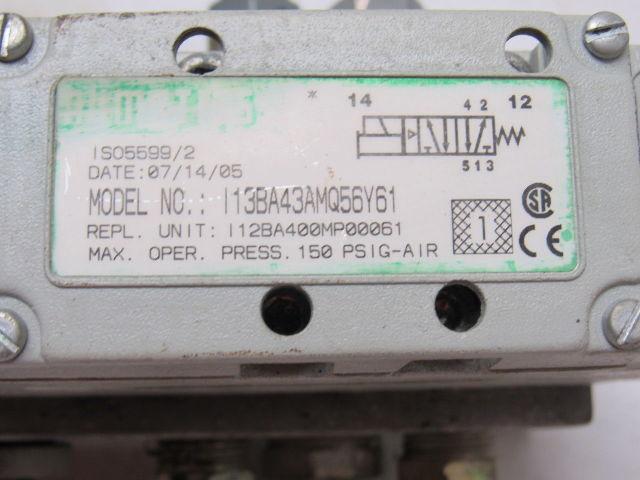 * 14 4 2 12
5 1 3
ISO5599/2
DATE:07/14/05
MODEL NO.: I13BA43AMQ56Y61
REPL. UNIT: I12BA400MP00061
MAX. OPER. PRESS. 150 PSIG-AIR
1
CE